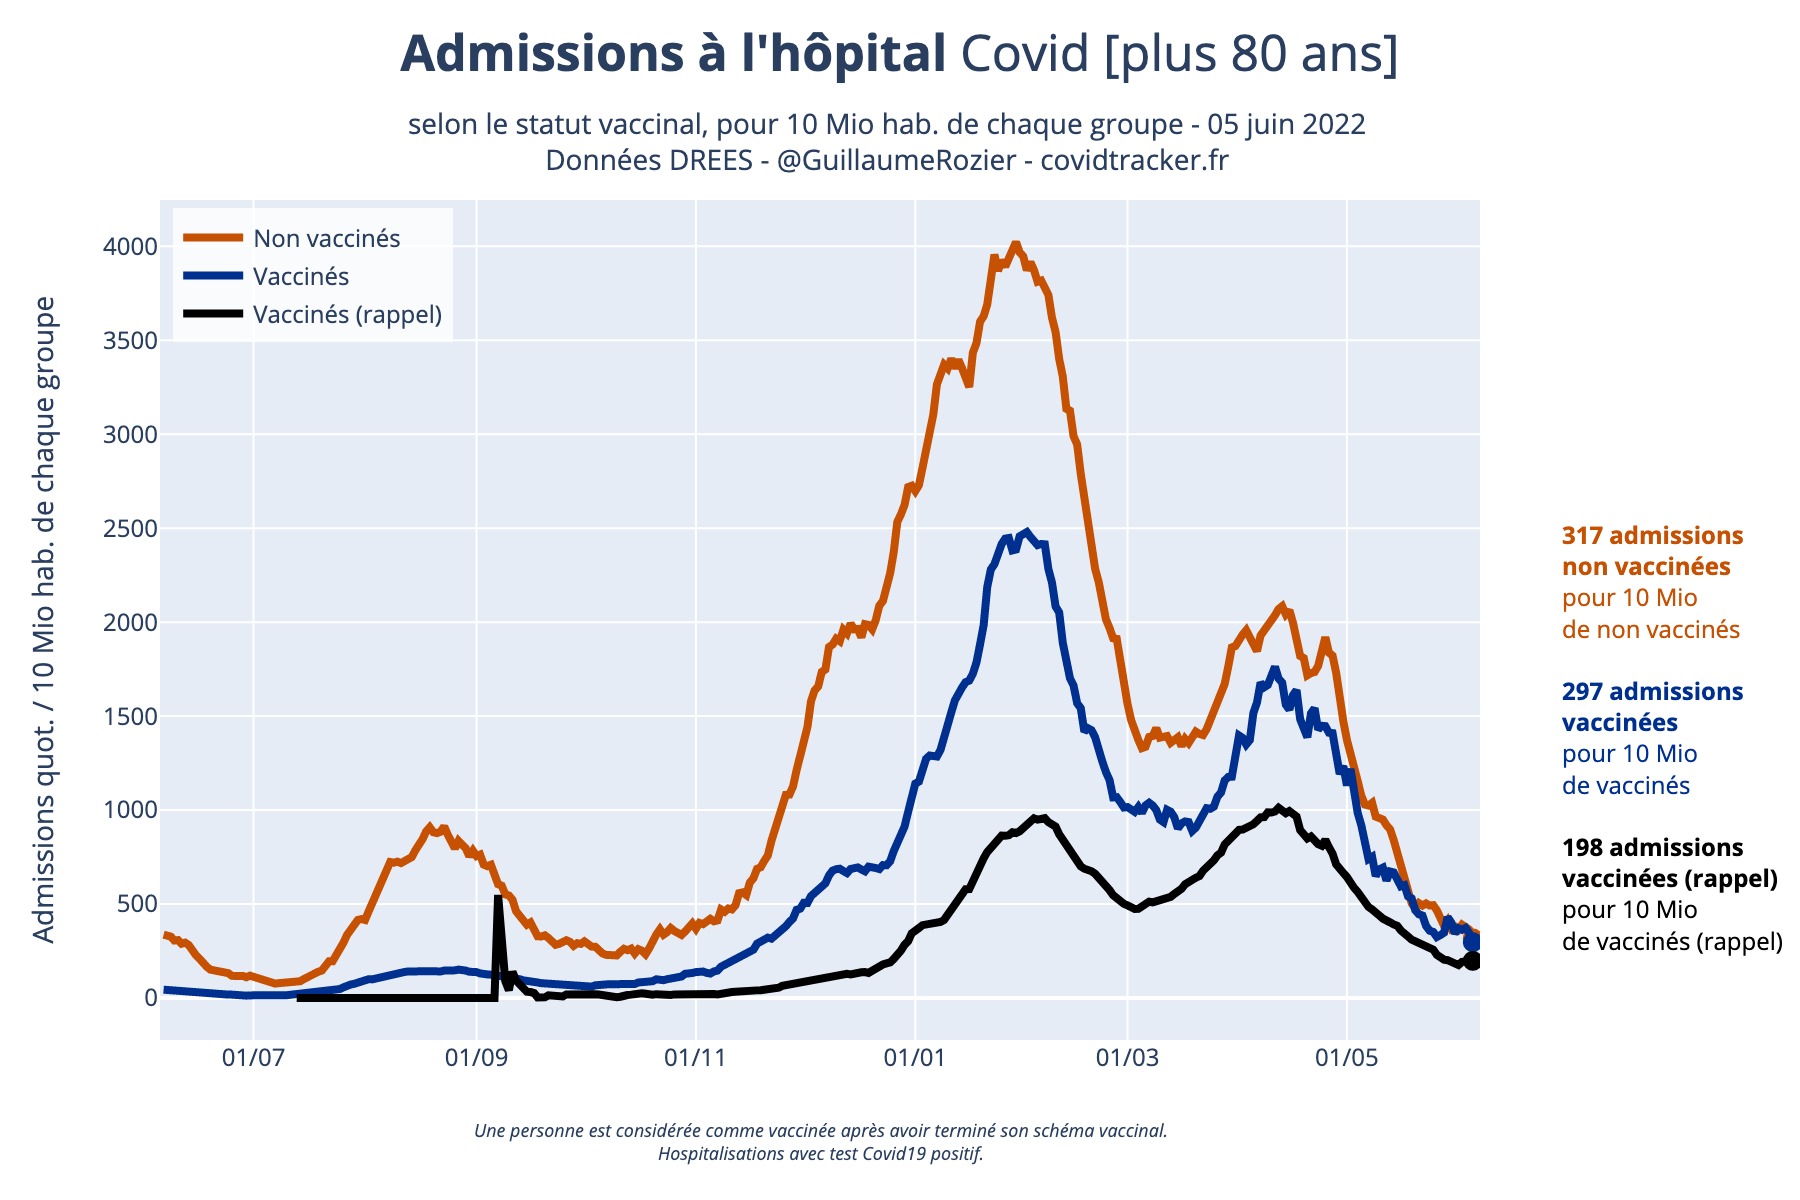 Admissions à l'hôpital Covid [plus 80 ans]
selon le statut vaccinal, pour 10 Mio hab. de chaque groupe - 05 juin 2022
Données DREES - @GuillaumeRozier - covidtracker.fr
Admissions quot. / 10 Mio hab. de chaque groupe
Non vaccinés
Vaccinés
Vaccinés (rappel)
4000
3500
3000
2500
2000
1500
1000
500
0
01/07
01/09
01/11
01/01
01/03
01/05
317 admissions
non vaccinées
pour 10 Mio
de non vaccinés
297 admissions
vaccinées
pour 10 Mio
de vaccinés
198 admissions
vaccinées (rappel)
pour 10 Mio
de vaccinés (rappel)
Une personne est considérée comme vaccinée après avoir terminé son schéma vaccinal.
Hospitalisations avec test Covid19 positif.